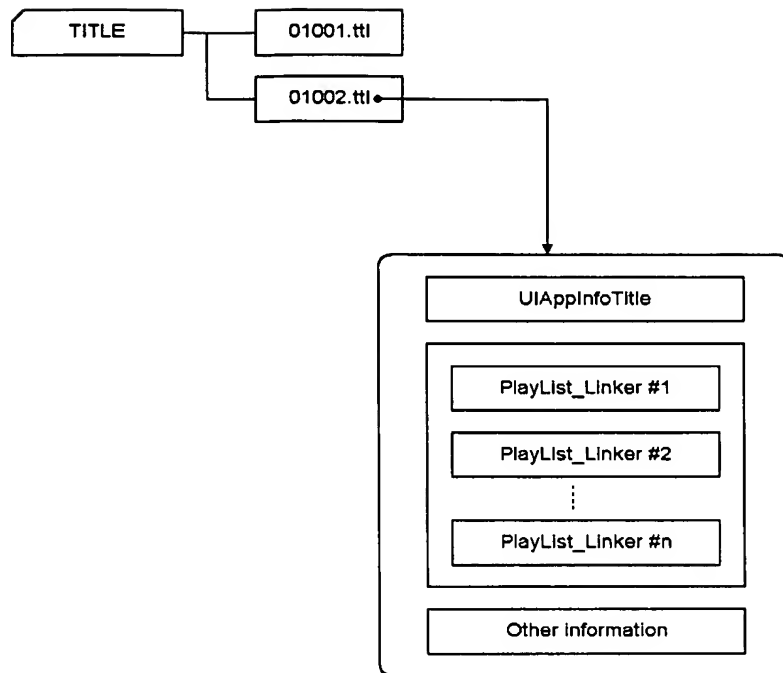 TITLE
01001.ttl
01002.ttl
UIAppInfoTitle
PlayList_Linker #1
PlayList_Linker #2
PlayList_Linker #n
Other information